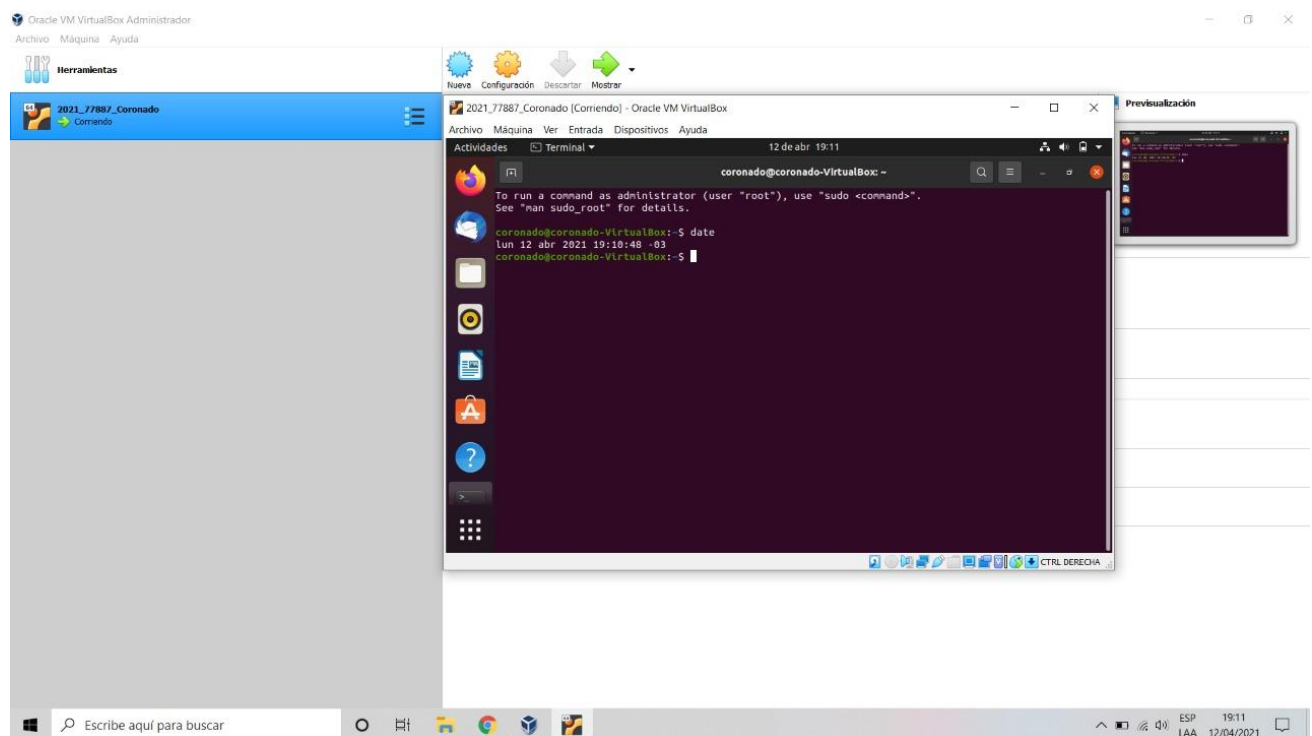 Oracle VM VirtualBox Administrador
Archivo Máquina Ayuda
Herramientas
Nueva Configuración Descartar Mostrar
64
2021_77887_Coronado
Corriendo
Previsualización
2021_77887_Coronado [Corriendo] - Oracle VM VirtualBox
Archivo Máquina Ver Entrada Dispositivos Ayuda
Actividades Terminal 12 de abr 19:11
coronado@coronado-VirtualBox: ~
To run a command as administrator (user "root"), use "sudo <command>".
See "man sudo_root" for details.
coronado@coronado-VirtualBox:~$ date
lun 12 abr 2021 19:10:48 -03
coronado@coronado-VirtualBox:~$
CTRL DERECHA
Escribe aquí para buscar
ESP 19:11
LAA 12/04/2021